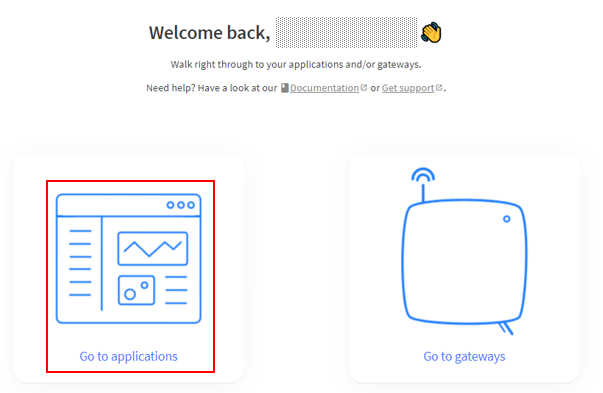 Welcome back,
Walk right through to your applications and/or gateways.
Need help? Have a look at our Documentation or Get support.
Go to applications
Go to gateways